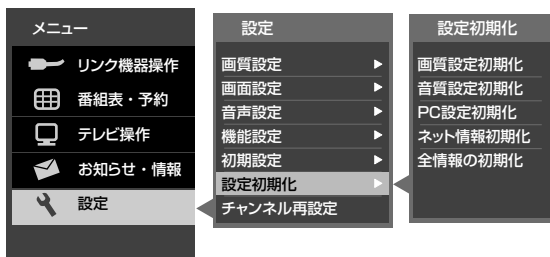 メニュー
リンク機器操作
番組表・予約
テレビ操作
お知らせ・情報
設定
設定
画質設定
画面設定
音声設定
機能設定
初期設定
設定初期化
チャンネル再設定
設定初期化
画質設定初期化
音質設定初期化
PC設定初期化
ネット情報初期化
全情報の初期化